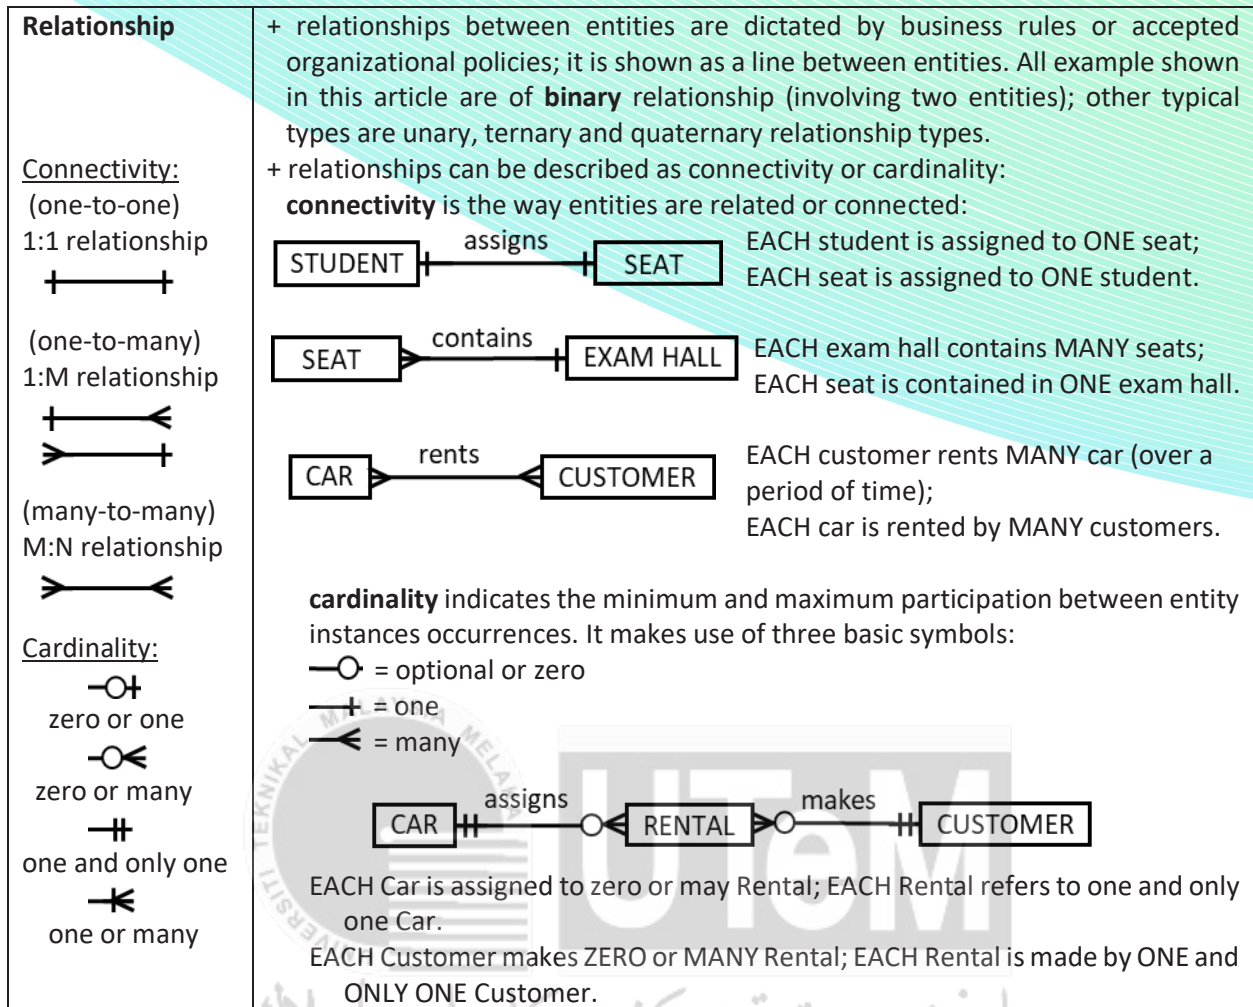 Relationship
+ relationships between entities are dictated by business rules or accepted
organizational policies; it is shown as a line between entities. All example shown
in this article are of binary relationship (involving two entities); other typical
types are unary, ternary and quaternary relationship types.
Connectivity:
(one-to-one)
1:1 relationship
(one-to-many)
1:M relationship
(many-to-many)
M:N relationship
Cardinality:
zero or one
zero or many
one and only one
one or many
+ relationships can be described as connectivity or cardinality:
connectivity is the way entities are related or connected:
STUDENT assigns SEAT
EACH student is assigned to ONE seat;
EACH seat is assigned to ONE student.
SEAT contains EXAM HALL
EACH exam hall contains MANY seats;
EACH seat is contained in ONE exam hall.
CAR rents CUSTOMER
EACH customer rents MANY car (over a
period of time);
EACH car is rented by MANY customers.
cardinality indicates the minimum and maximum participation between entity
instances occurrences. It makes use of three basic symbols:
= optional or zero
= one
= many
CAR assigns RENTAL makes CUSTOMER
EACH Car is assigned to zero or may Rental; EACH Rental refers to one and only
one Car.
EACH Customer makes ZERO or MANY Rental; EACH Rental is made by ONE and
ONLY ONE Customer.
TEKNIKAL MALAYSIA MELAKA
UTeM